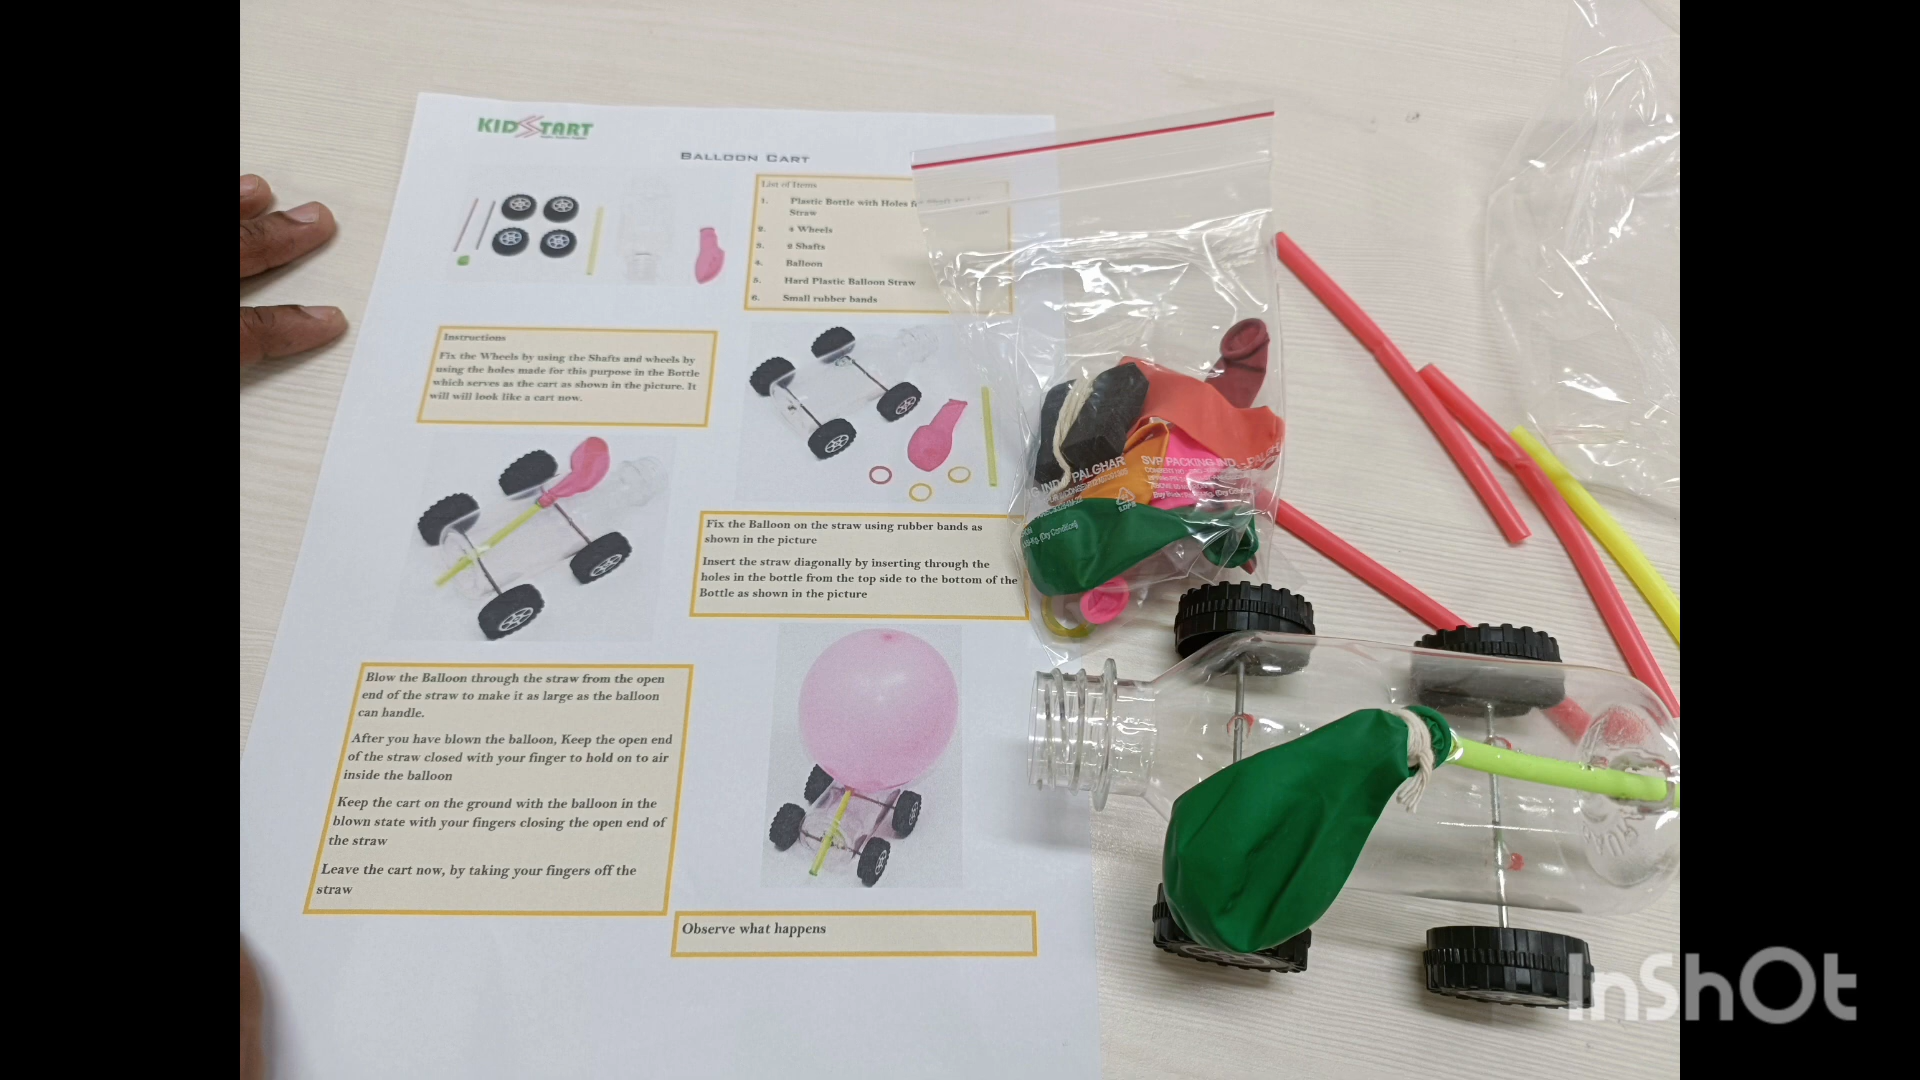 KIDSTART
BALLOON CART
List of Items
1. Plastic Bottle with Holes
Straw
2. 4 Wheels
3. 2 Shafts
4. Balloon
5. Hard Plastic Balloon Straw
6. Small rubber bands
Instructions
Fix the Wheels by using the Shafts and wheels by
using the holes made for this purpose in the Bottle
which serves as the cart as shown in the picture. It
will will look like a cart now.
Fix the Balloon on the straw using rubber bands as
shown in the picture
Insert the straw diagonally by inserting through the
holes in the bottle from the top side to the bottom of the
Bottle as shown in the picture
Blow the Balloon through the straw from the open
end of the straw to make it as large as the balloon
can handle.
After you have blown the balloon, Keep the open end
of the straw closed with your finger to hold on to air
inside the balloon
Keep the cart on the ground with the balloon in the
blown state with your fingers closing the open end of
the straw
Leave the cart now, by taking your fingers off the
straw
Observe what happens
PALGHAR
SVP PACKING IND.
InShOt